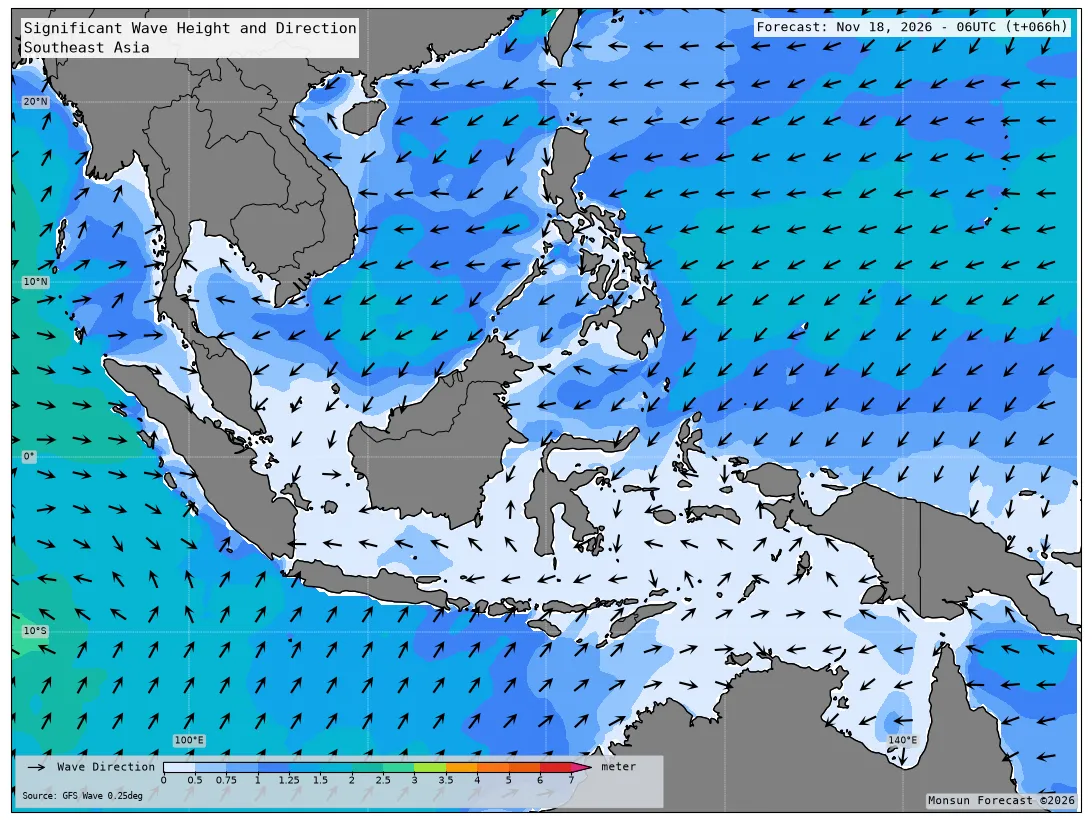 Significant Wave Height and Direction
Southeast Asia
Forecast: Nov 18, 2026 - 06UTC (t+066h)
20°N
10°N
0°
10°S
100°E
140°E
Wave Direction
meter
0 0.5 0.75 1 1.25 1.5 2 2.5 3 3.5 4 5 6 7
Source: GFS Wave 0.25deg
Monsun Forecast ©2026